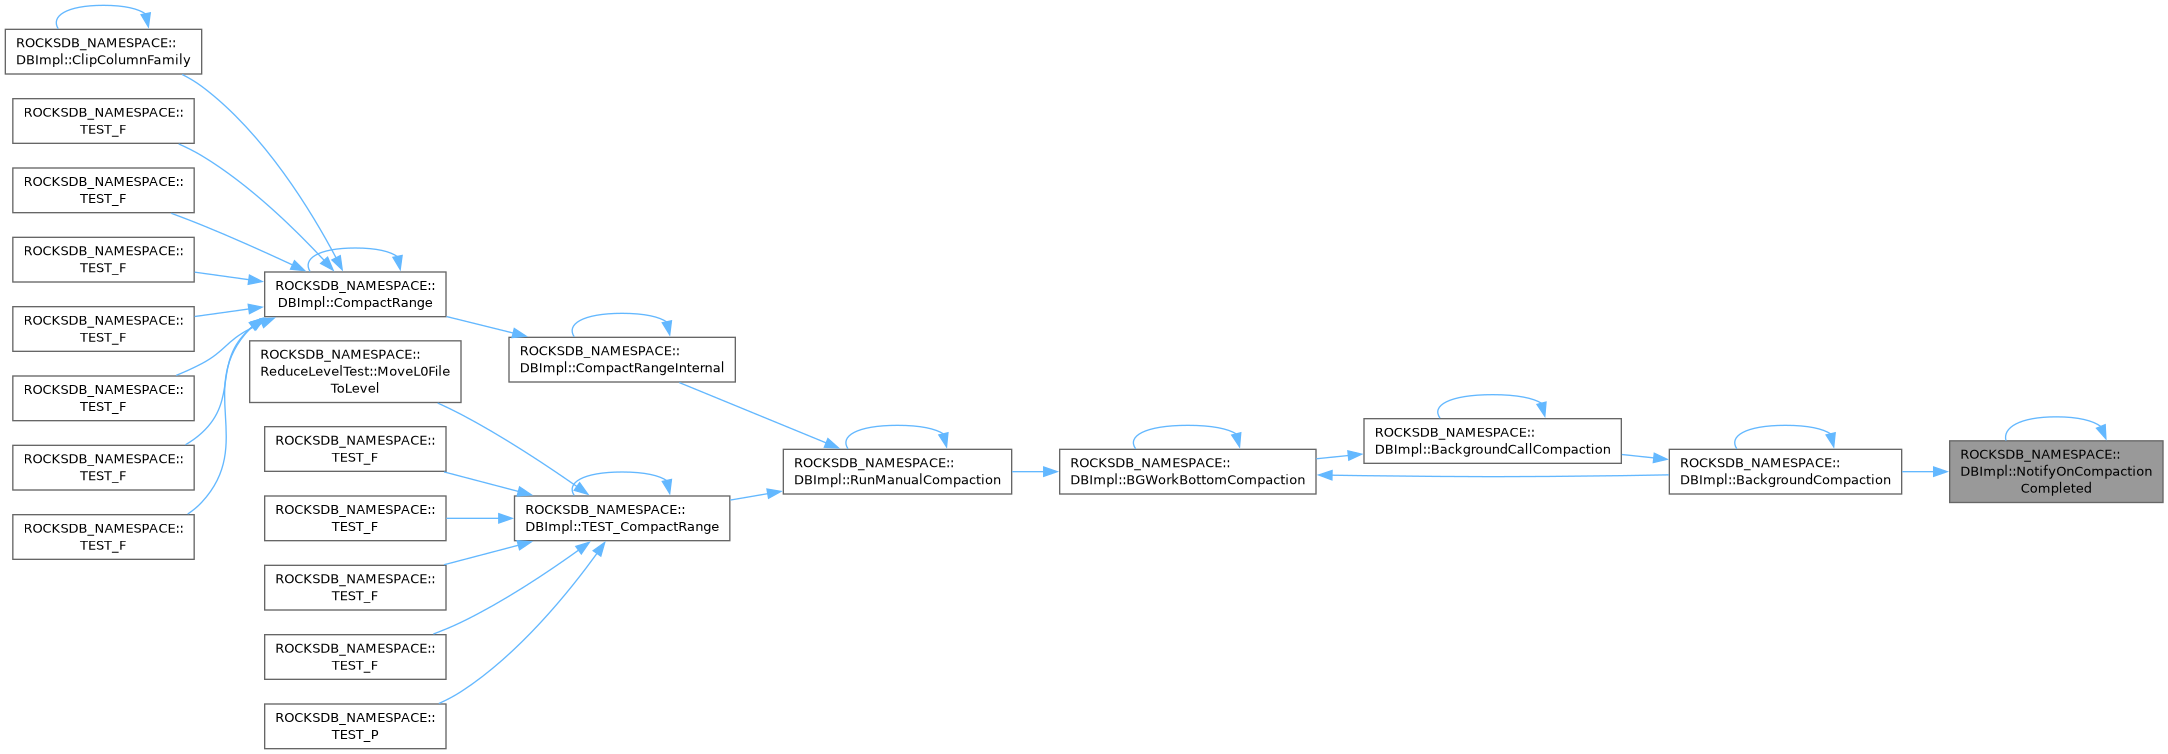 ROCKSDB_NAMESPACE::
DBImpl::ClipColumnFamily
ROCKSDB_NAMESPACE::
TEST_F
ROCKSDB_NAMESPACE::
TEST_F
ROCKSDB_NAMESPACE::
TEST_F
ROCKSDB_NAMESPACE::
TEST_F
ROCKSDB_NAMESPACE::
TEST_F
ROCKSDB_NAMESPACE::
TEST_F
ROCKSDB_NAMESPACE::
TEST_F
ROCKSDB_NAMESPACE::
DBImpl::CompactRange
ROCKSDB_NAMESPACE::
ReduceLevelTest::MoveL0File
ToLevel
ROCKSDB_NAMESPACE::
TEST_F
ROCKSDB_NAMESPACE::
TEST_F
ROCKSDB_NAMESPACE::
TEST_F
ROCKSDB_NAMESPACE::
TEST_F
ROCKSDB_NAMESPACE::
TEST_P
ROCKSDB_NAMESPACE::
DBImpl::CompactRangeInternal
ROCKSDB_NAMESPACE::
DBImpl::TEST_CompactRange
ROCKSDB_NAMESPACE::
DBImpl::RunManualCompaction
ROCKSDB_NAMESPACE::
DBImpl::BGWorkBottomCompaction
ROCKSDB_NAMESPACE::
DBImpl::BackgroundCallCompaction
ROCKSDB_NAMESPACE::
DBImpl::BackgroundCompaction
ROCKSDB_NAMESPACE::
DBImpl::NotifyOnCompaction
Completed